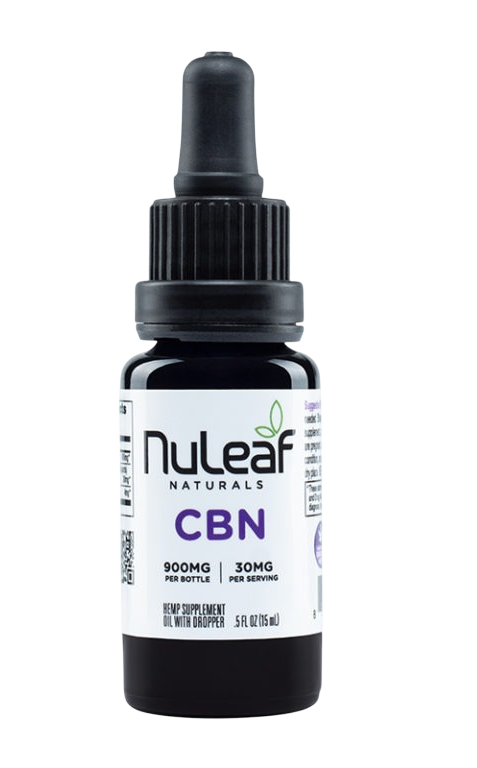 NuLeaf
NATURALS
CBN
900MG
PER BOTTLE
30MG
PER SERVING
HEMP SUPPLEMENT
OIL WITH DROPPER .5 FL OZ (15 mL)